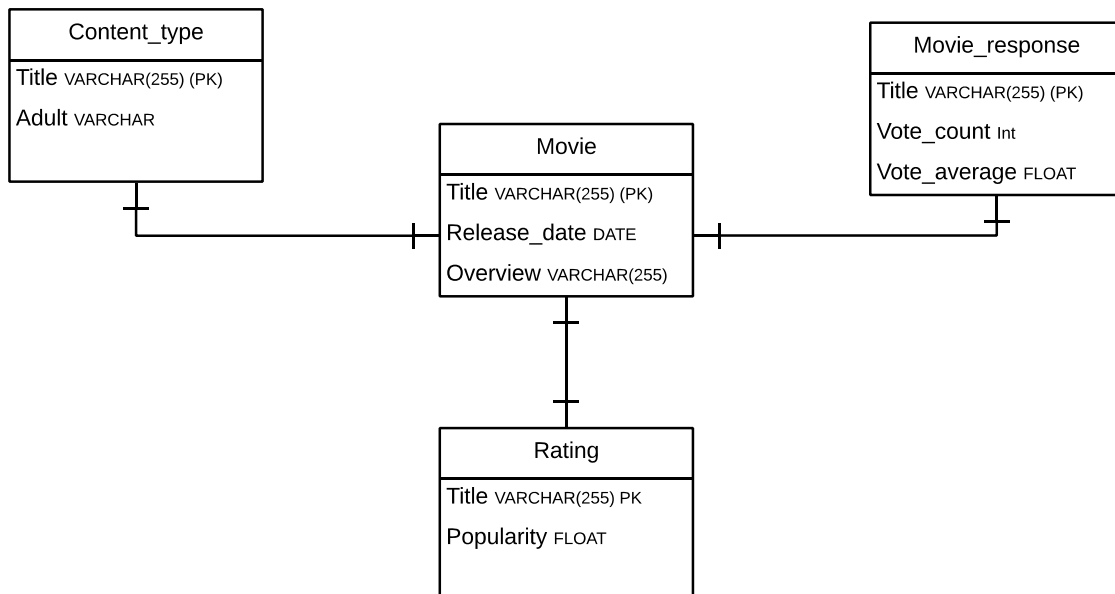 Content_type
Title VARCHAR(255) (PK)
Adult VARCHAR
Movie_response
Title VARCHAR(255) (PK)
Vote_count Int
Vote_average FLOAT
Movie
Title VARCHAR(255) (PK)
Release_date DATE
Overview VARCHAR(255)
Rating
Title VARCHAR(255) PK
Popularity FLOAT